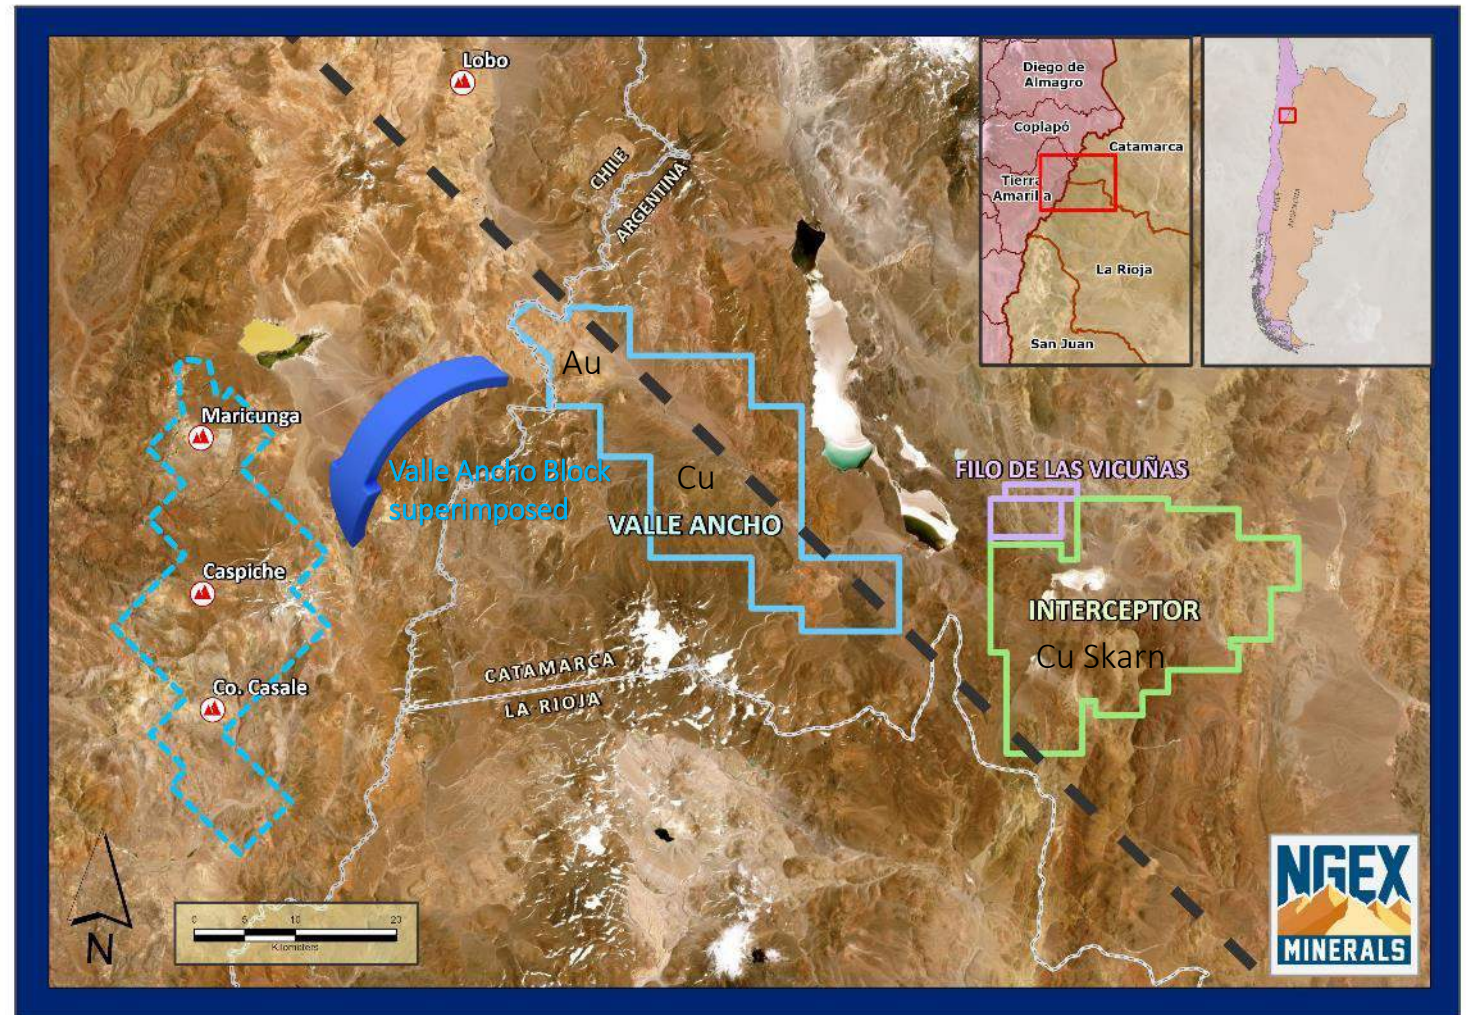 Lobo
CHILE
ARGENTINA
Diego de
Almagro
Coplapó
Catamarca
Tierra
Amarilla
La Rioja
San Juan
Au
Maricunga
Valle Ancho Block
superimposed
Cu
VALLE ANCHO
FILO DE LAS VICUÑAS
INTERCEPTOR
Cu Skarn
Caspiche
Co. Casale
CATAMARCA
LA RIOJA
0 5 10 20
Kilometers
N
NGEX
MINERALS